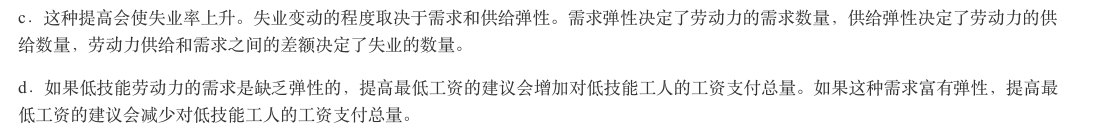 c．这种提高会使失业率上升。失业变动的程度取决于需求和供给弹性。需求弹性决定了劳动力的需求数量，供给弹性决定了劳动力的供
给数量，劳动力供给和需求之间的差额决定了失业的数量。
d．如果低技能劳动力的需求是缺乏弹性的，提高最低工资的建议会增加对低技能工人的工资支付总量。如果这种需求富有弹性，提高最
低工资的建议会减少对低技能工人的工资支付总量。